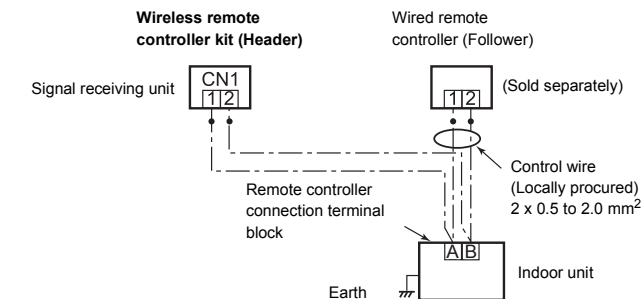 Wireless remote
controller kit (Header)
Wired remote
controller (Follower)
Signal receiving unit
CN1
1 2
1 2
(Sold separately)
Control wire
(Locally procured)
2 x 0.5 to 2.0 mm²
Remote controller
connection terminal
block
A B
Indoor unit
Earth